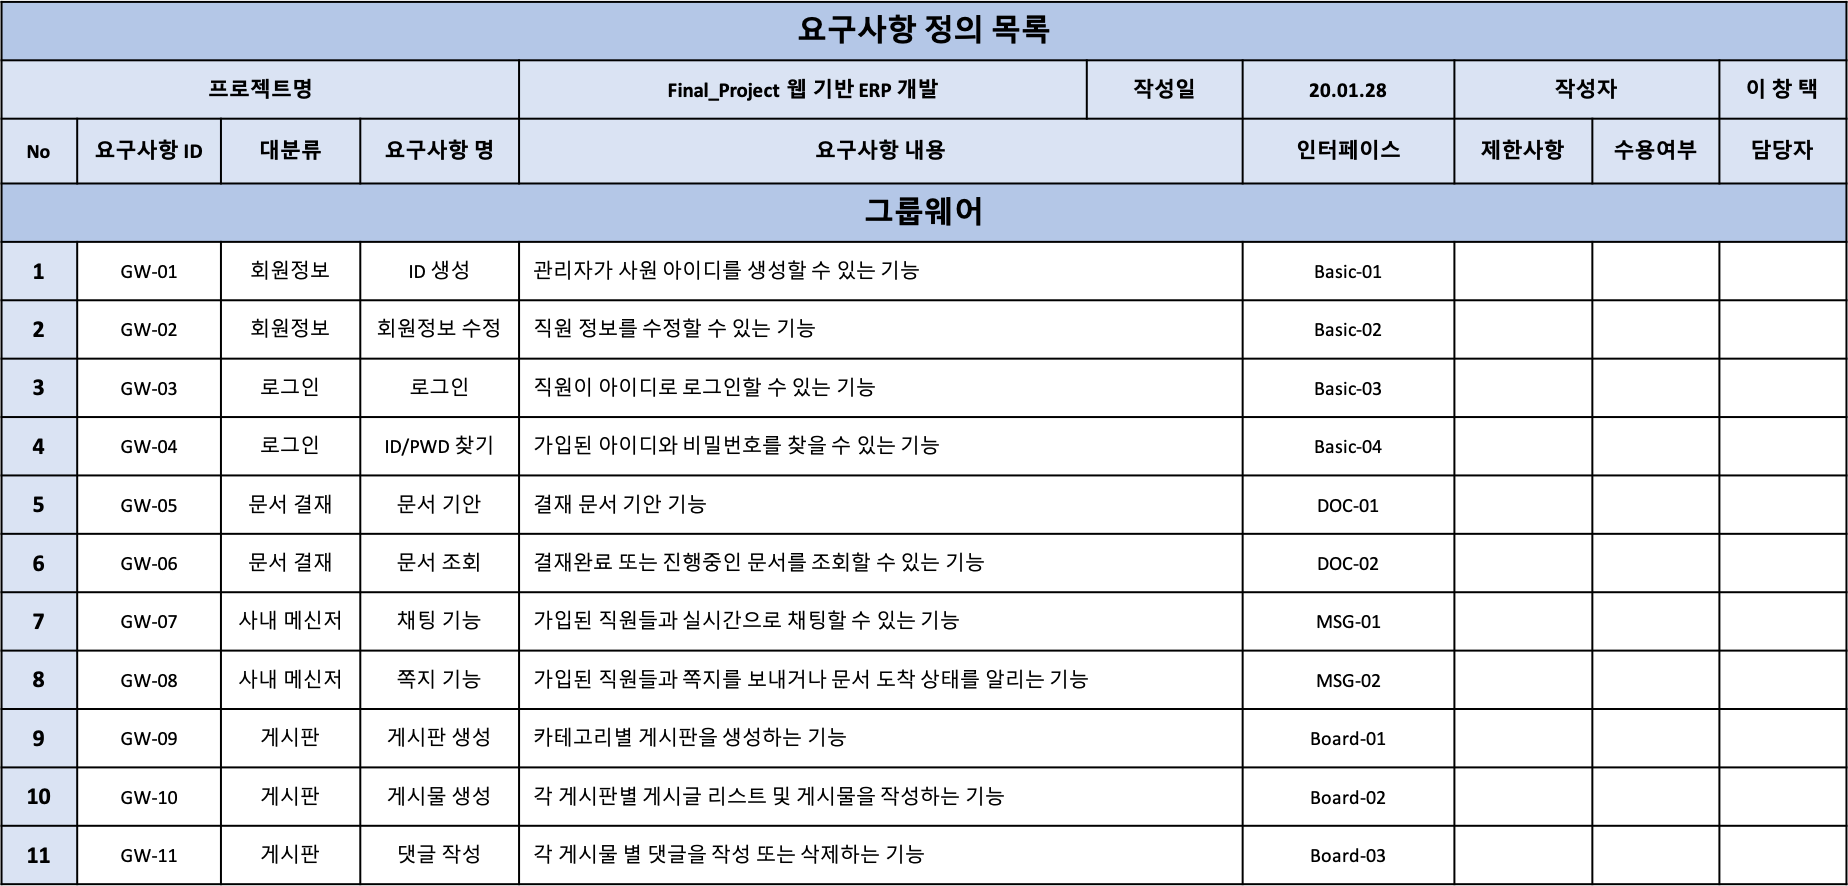 요구사항 정의 목록
프로젝트명 Final_Project 웹 기반 ERP 개발 작성일 20.01.28 작성자 이 창 택
No 요구사항 ID 대분류 요구사항 명 요구사항 내용 인터페이스 제한사항 수용여부 담당자
그룹웨어
1 GW-01 회원정보 ID 생성 관리자가 사원 아이디를 생성할 수 있는 기능 Basic-01
2 GW-02 회원정보 회원정보 수정 직원 정보를 수정할 수 있는 기능 Basic-02
3 GW-03 로그인 로그인 직원이 아이디로 로그인할 수 있는 기능 Basic-03
4 GW-04 로그인 ID/PWD 찾기 가입된 아이디와 비밀번호를 찾을 수 있는 기능 Basic-04
5 GW-05 문서 결재 문서 기안 결재 문서 기안 기능 DOC-01
6 GW-06 문서 결재 문서 조회 결재완료 또는 진행중인 문서를 조회할 수 있는 기능 DOC-02
7 GW-07 사내 메신저 채팅 기능 가입된 직원들과 실시간으로 채팅할 수 있는 기능 MSG-01
8 GW-08 사내 메신저 쪽지 기능 가입된 직원들과 쪽지를 보내거나 문서 도착 상태를 알리는 기능 MSG-02
9 GW-09 게시판 게시판 생성 카테고리별 게시판을 생성하는 기능 Board-01
10 GW-10 게시판 게시물 생성 각 게시판별 게시글 리스트 및 게시물을 작성하는 기능 Board-02
11 GW-11 게시판 댓글 작성 각 게시물 별 댓글을 작성 또는 삭제하는 기능 Board-03